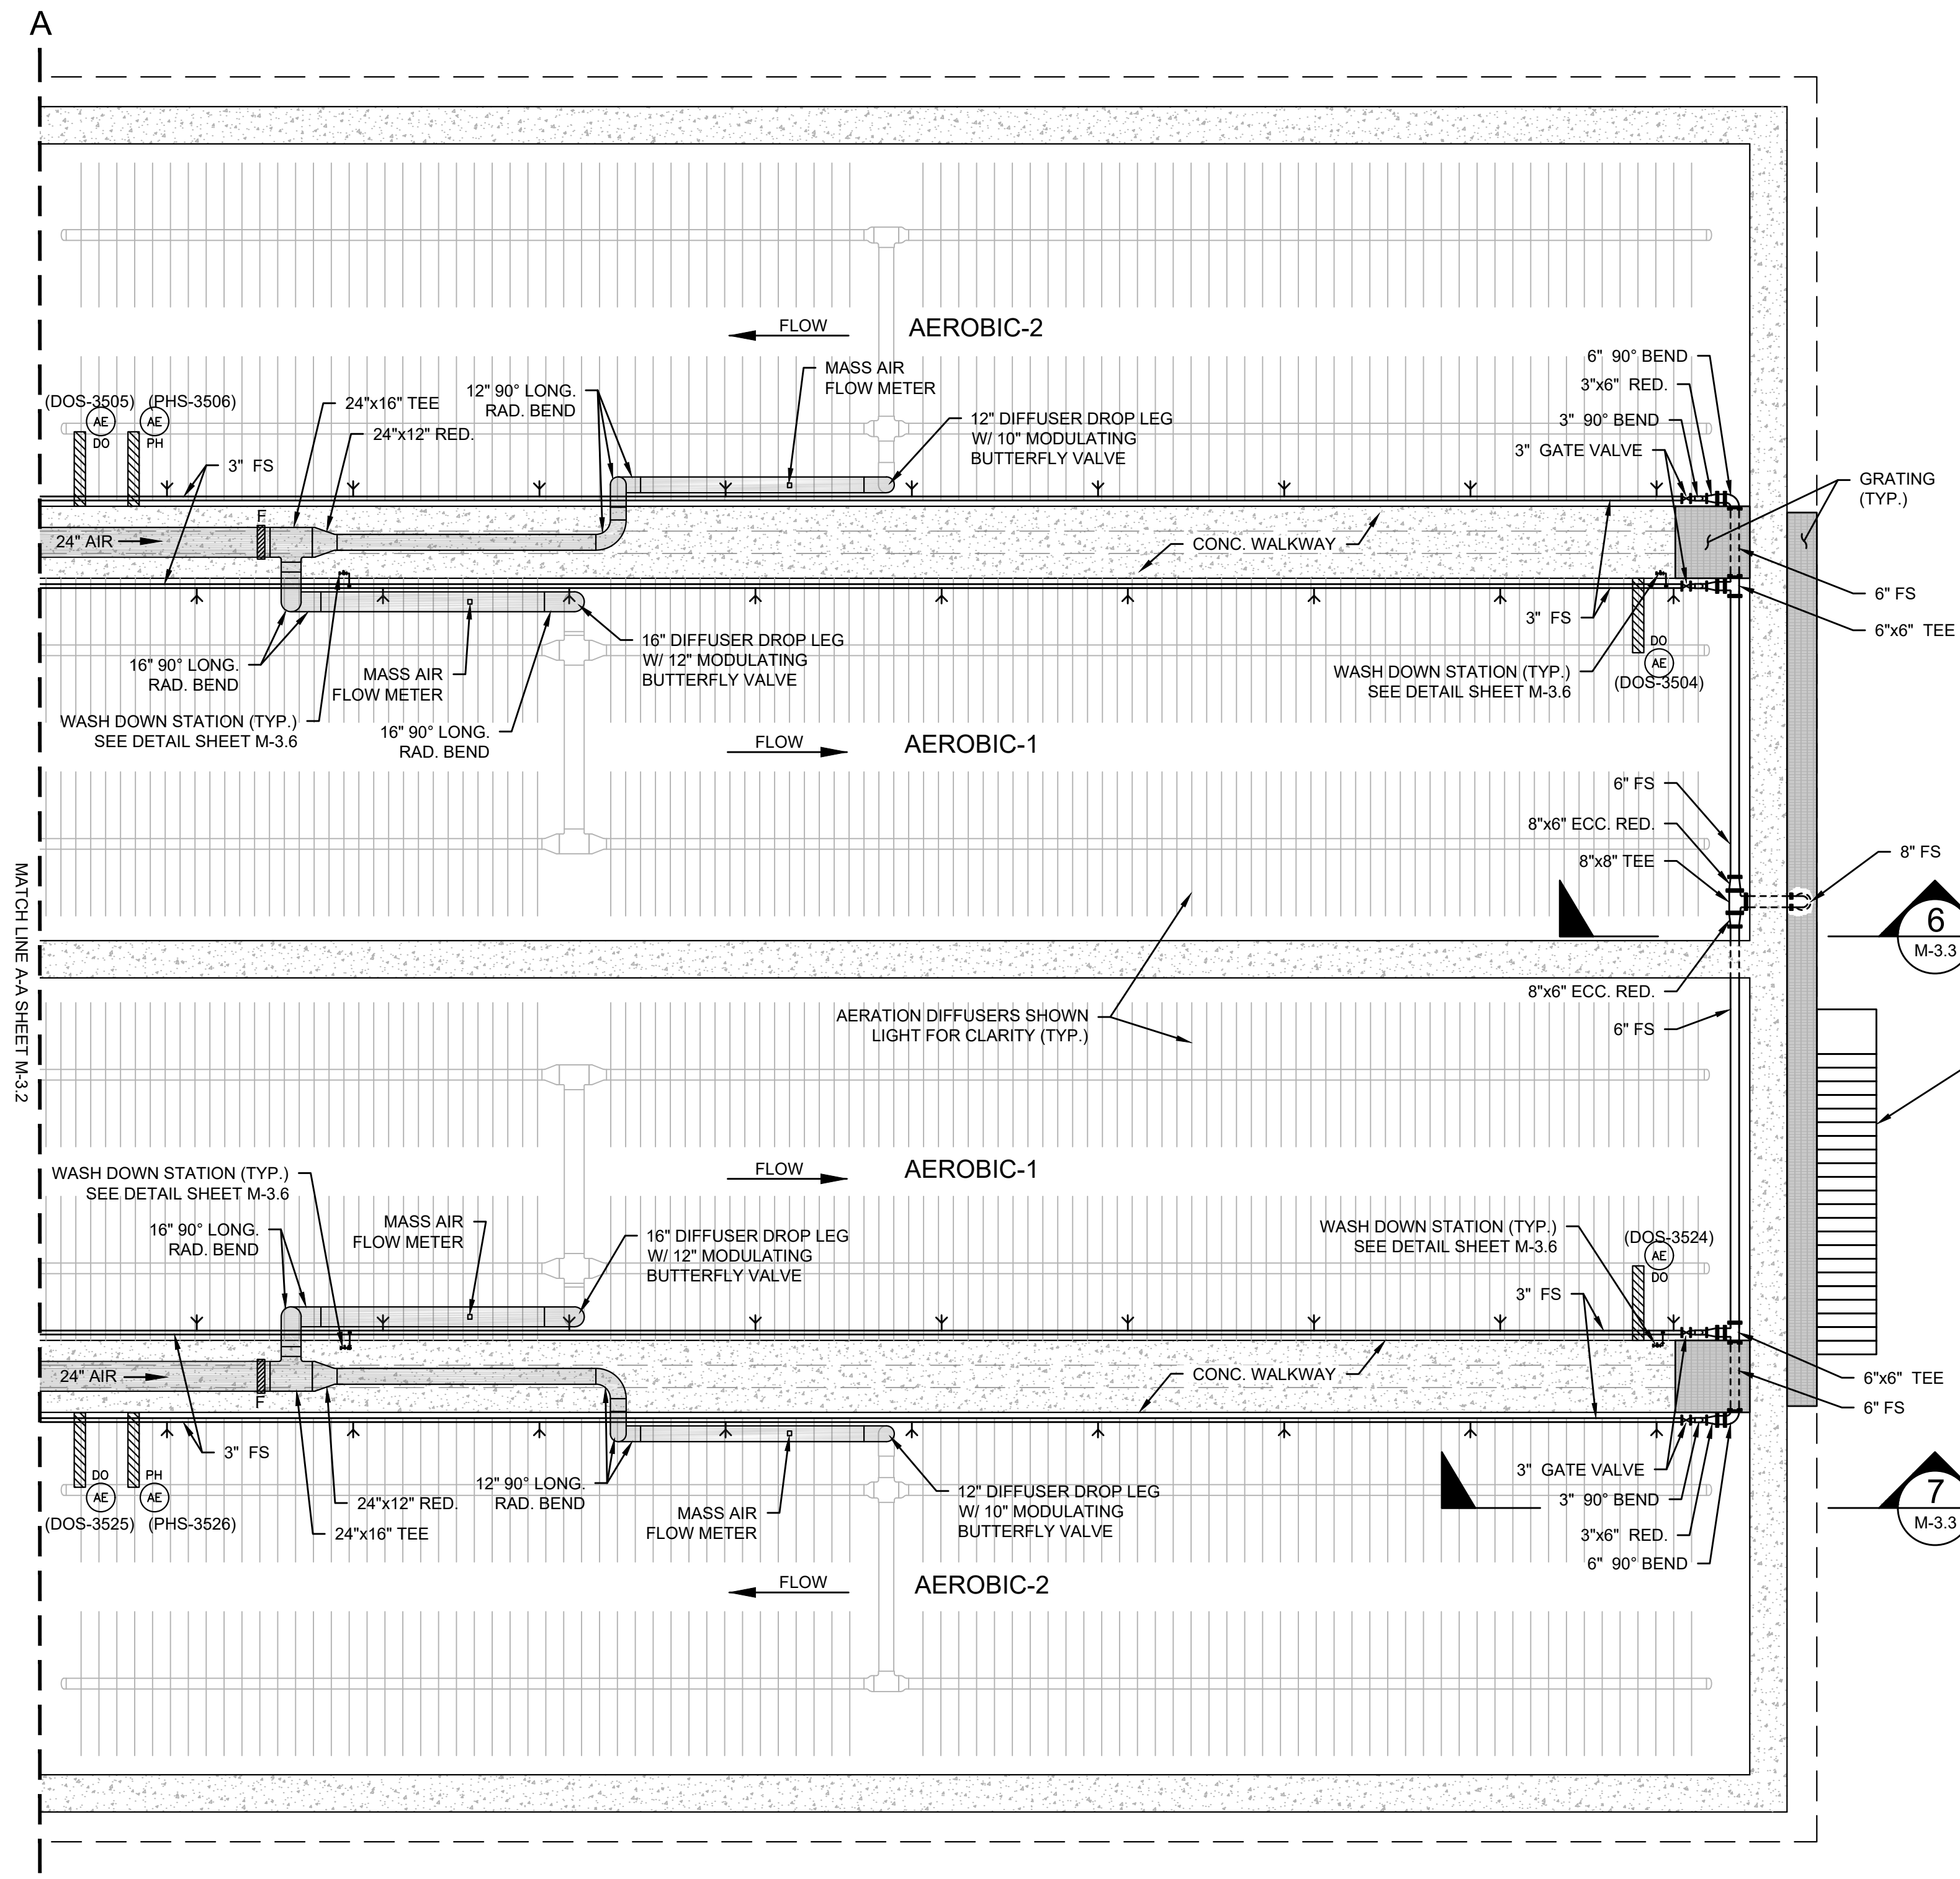 A
FLOW
AEROBIC-2
6" 90° BEND
MASS AIR
FLOW METER
3"x6" RED.
12" 90° LONG.
RAD. BEND
(DOS-3505)
(PHS-3506)
24"x16" TEE
AE
AE
DO
PH
24"x12" RED.
12" DIFFUSER DROP LEG
W/ 10" MODULATING
BUTTERFLY VALVE
3" 90° BEND
3" GATE VALVE
3" FS
GRATING
(TYP.)
F
24" AIR
CONC. WALKWAY
6" FS
3" FS
6"x6" TEE
16" DIFFUSER DROP LEG
W/ 12" MODULATING
BUTTERFLY VALVE
DO
AE
(DOS-3504)
16" 90° LONG.
RAD. BEND
MASS AIR
FLOW METER
WASH DOWN STATION (TYP.)
SEE DETAIL SHEET M-3.6
WASH DOWN STATION (TYP.)
SEE DETAIL SHEET M-3.6
16" 90° LONG.
RAD. BEND
FLOW
AEROBIC-1
6" FS
8"x6" ECC. RED.
8"x8" TEE
8" FS
MATCH LINE A-A SHEET M-3.2
6
M-3.3
8"x6" ECC. RED.
AERATION DIFFUSERS SHOWN
LIGHT FOR CLARITY (TYP.)
6" FS
FLOW
AEROBIC-1
WASH DOWN STATION (TYP.)
SEE DETAIL SHEET M-3.6
16" 90° LONG.
RAD. BEND
MASS AIR
FLOW METER
16" DIFFUSER DROP LEG
W/ 12" MODULATING
BUTTERFLY VALVE
WASH DOWN STATION (TYP.)
SEE DETAIL SHEET M-3.6
(DOS-3524)
AE
DO
3" FS
24" AIR
F
CONC. WALKWAY
6"x6" TEE
6" FS
3" FS
DO
PH
AE
AE
(DOS-3525)
(PHS-3526)
24"x12" RED.
24"x16" TEE
12" 90° LONG.
RAD. BEND
MASS AIR
FLOW METER
12" DIFFUSER DROP LEG
W/ 10" MODULATING
BUTTERFLY VALVE
3" GATE VALVE
3" 90° BEND
3"x6" RED.
6" 90° BEND
7
M-3.3
FLOW
AEROBIC-2